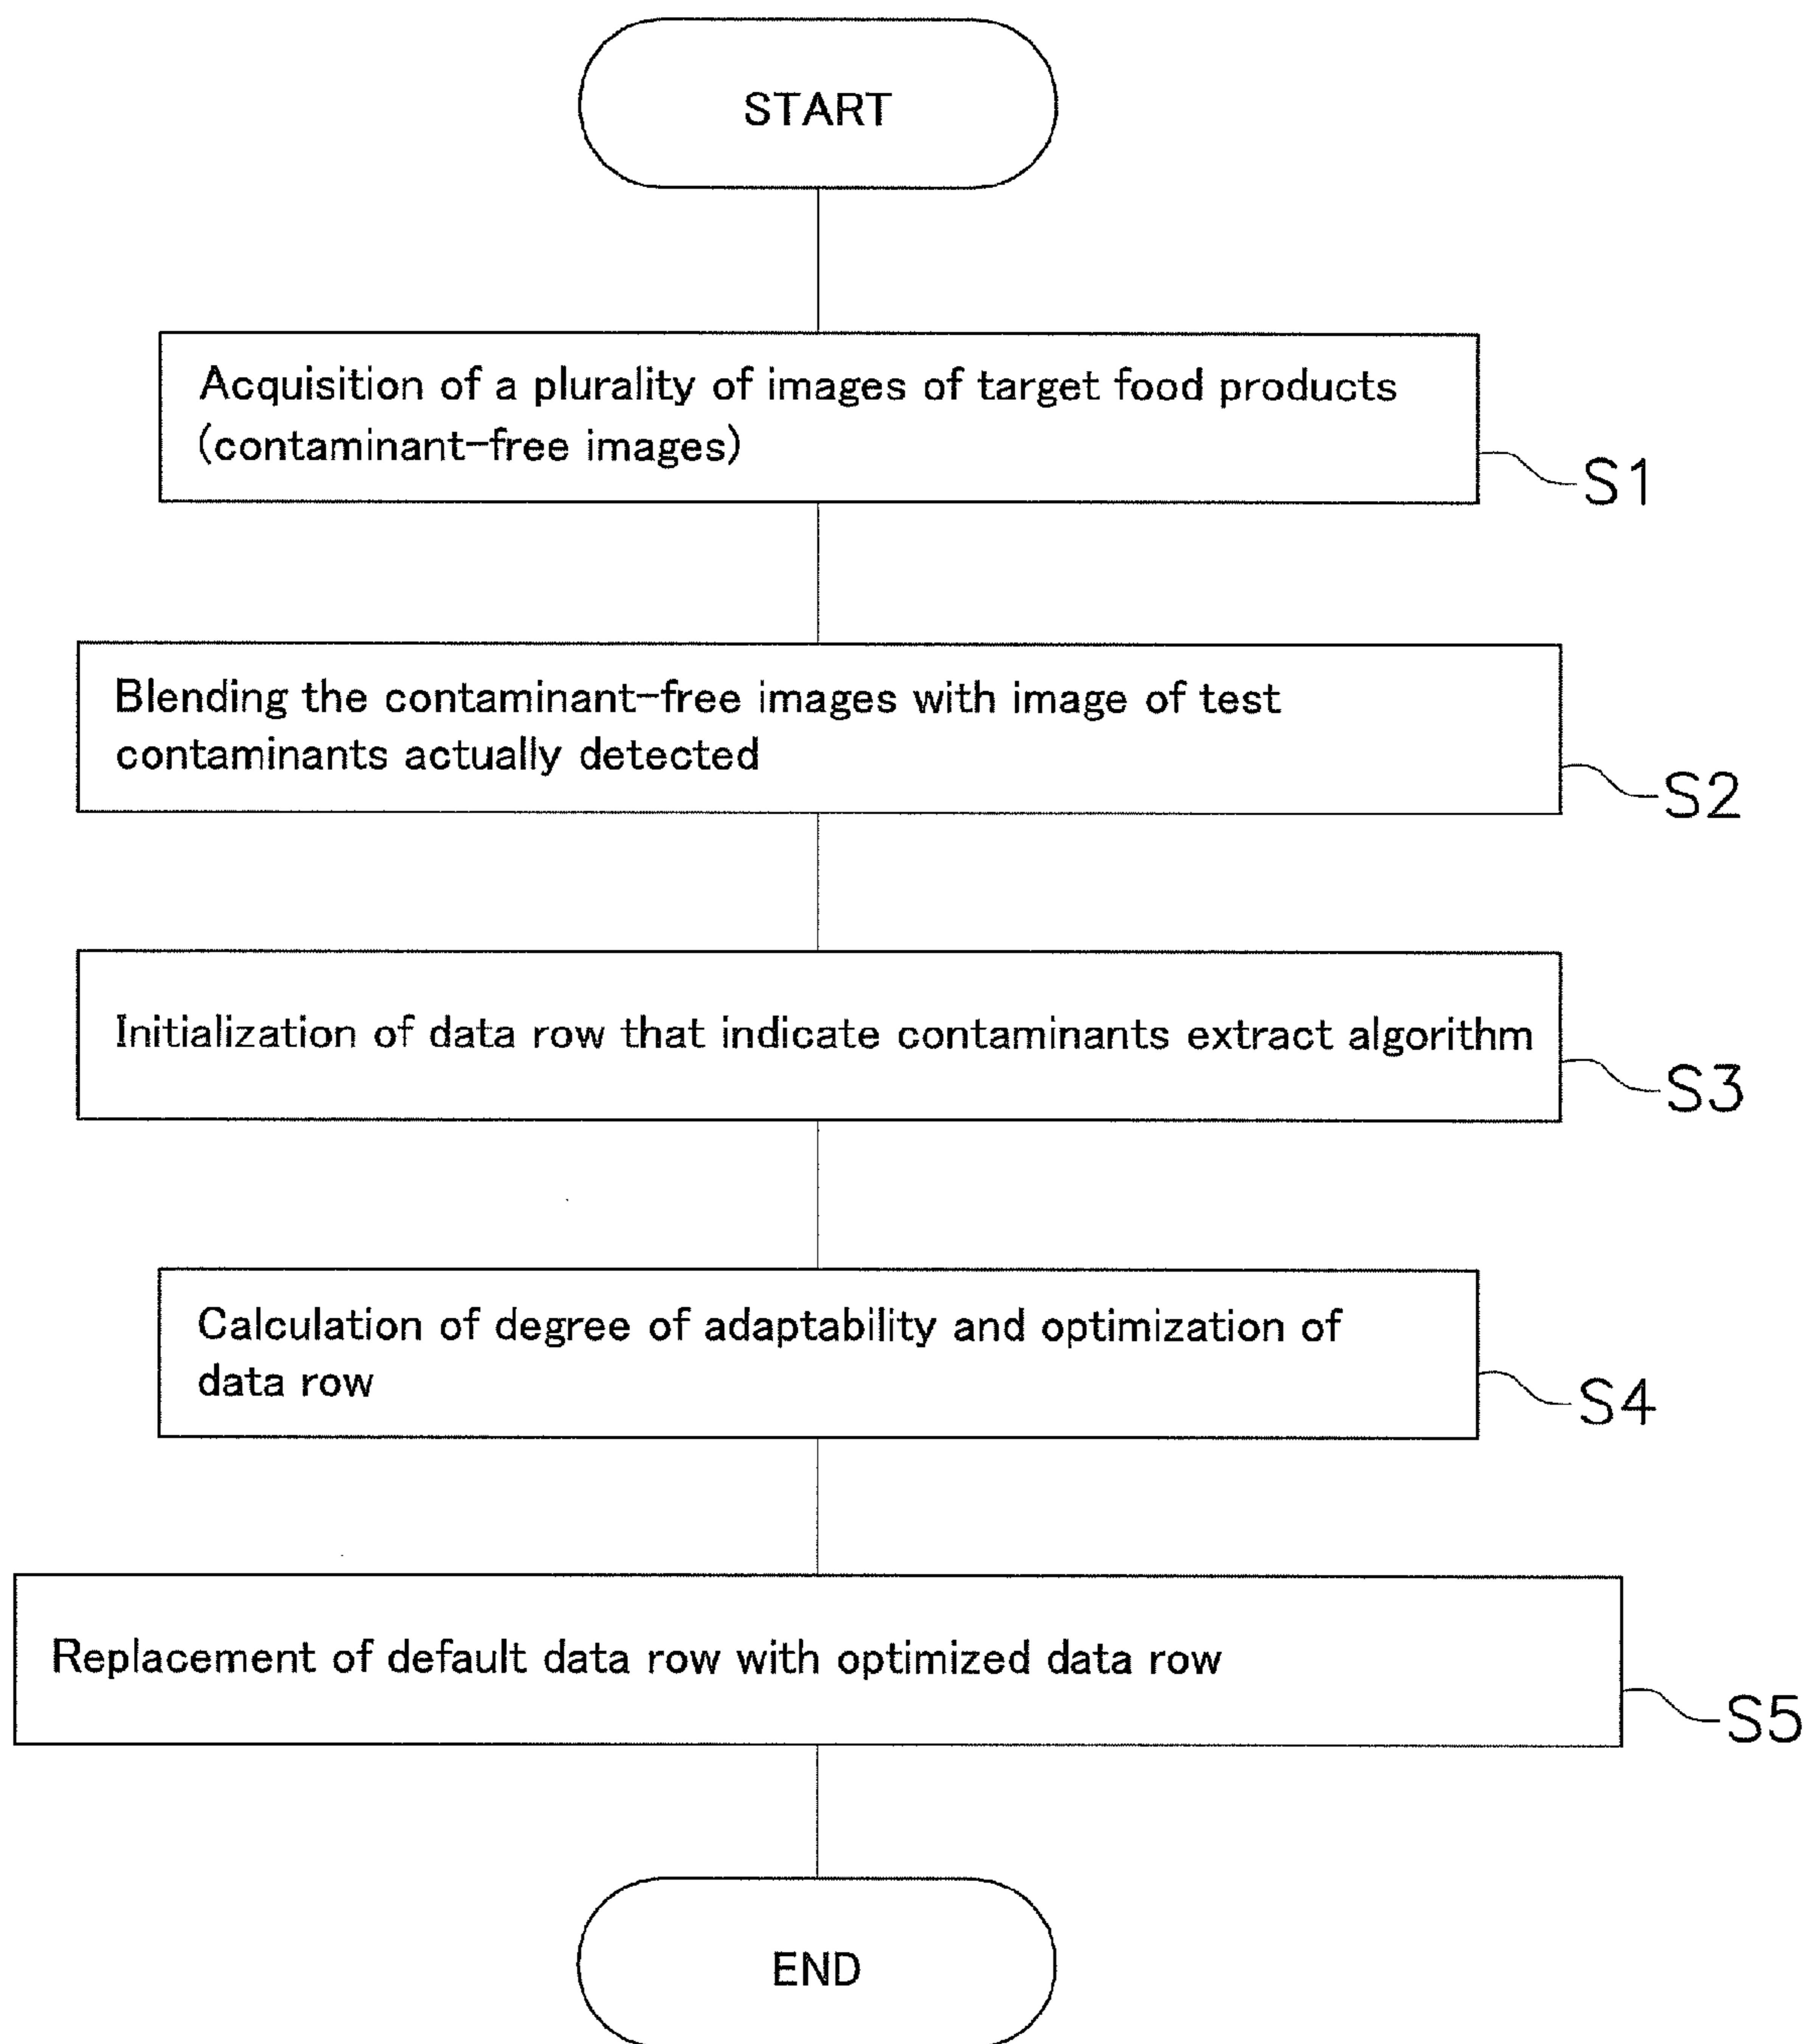 START
Acquisition of a plurality of images of target food products
(contaminant-free images)
S1
Blending the contaminant-free images with image of test
contaminants actually detected
S2
Initialization of data row that indicate contaminants extract algorithm
S3
Calculation of degree of adaptability and optimization of
data row
S4
Replacement of default data row with optimized data row
S5
END